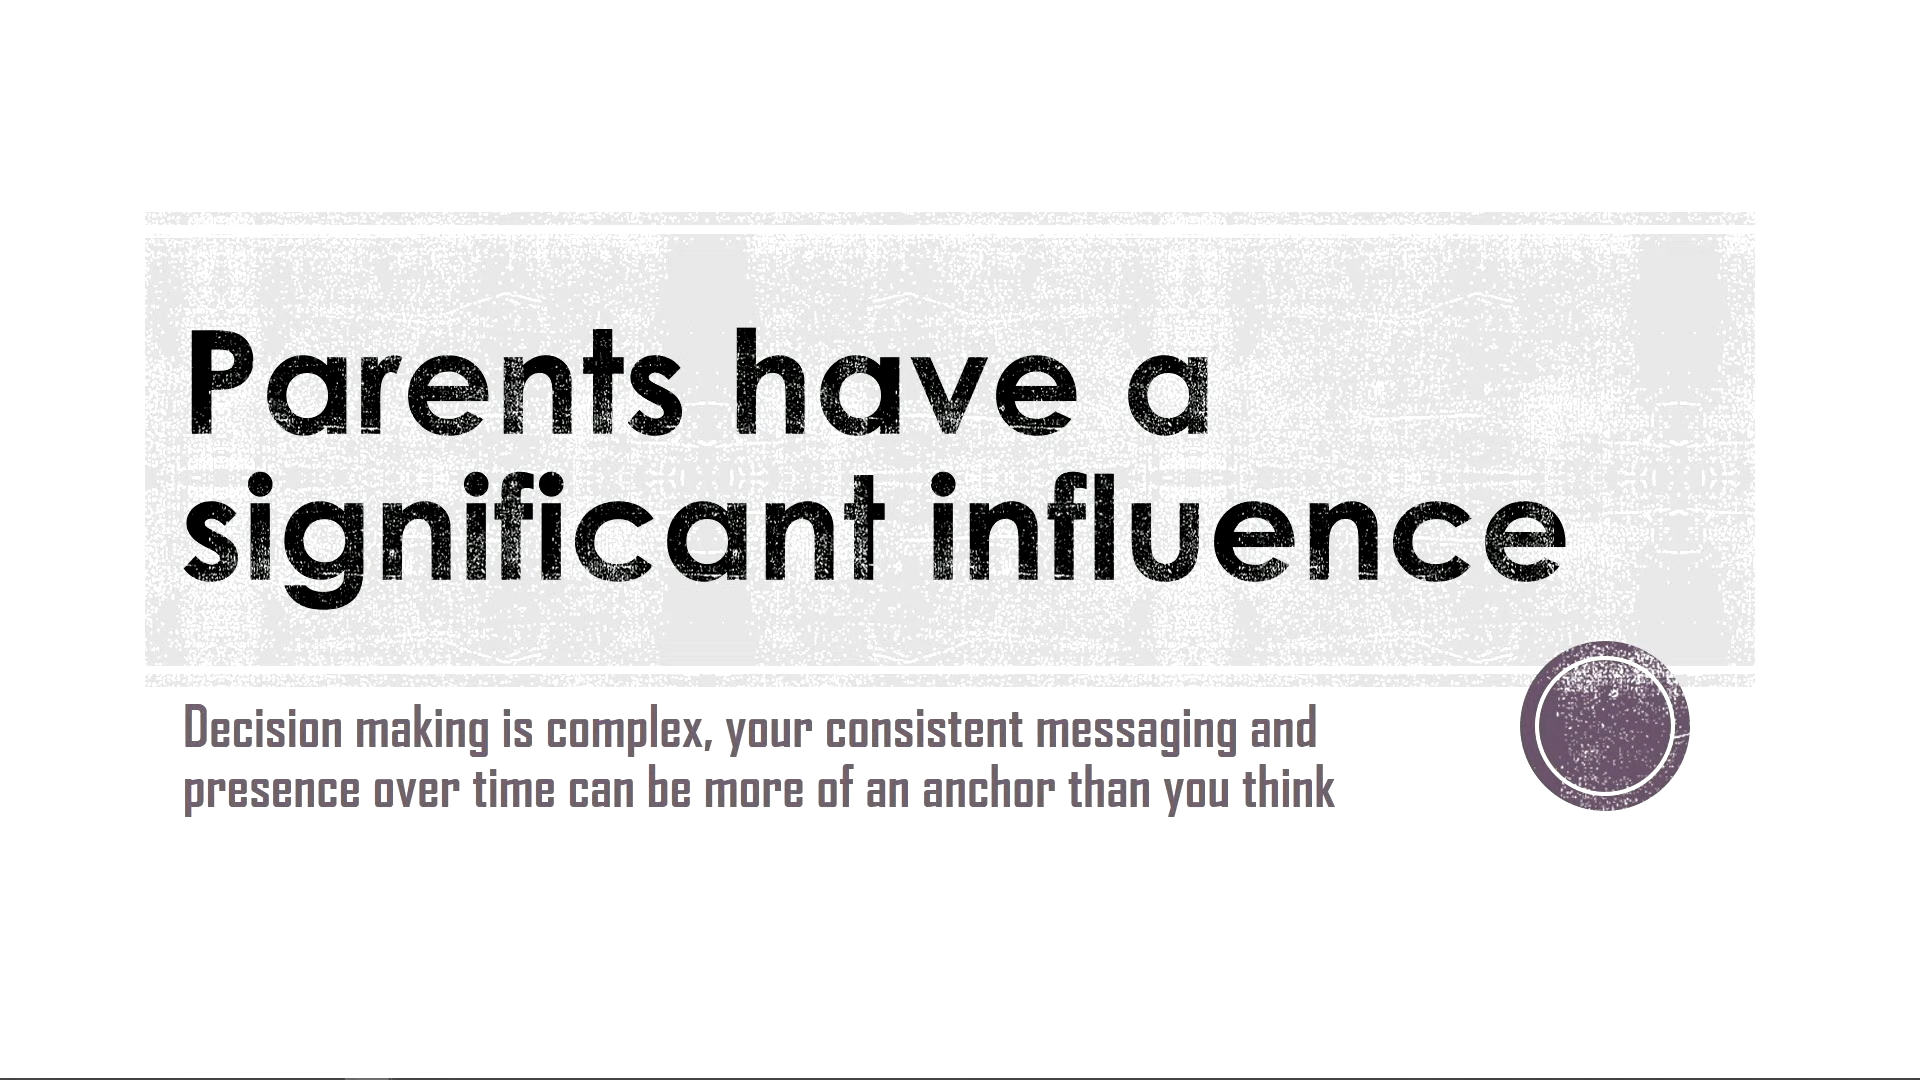 Parents have a
significant influence
Decision making is complex, your consistent messaging and
presence over time can be more of an anchor than you think